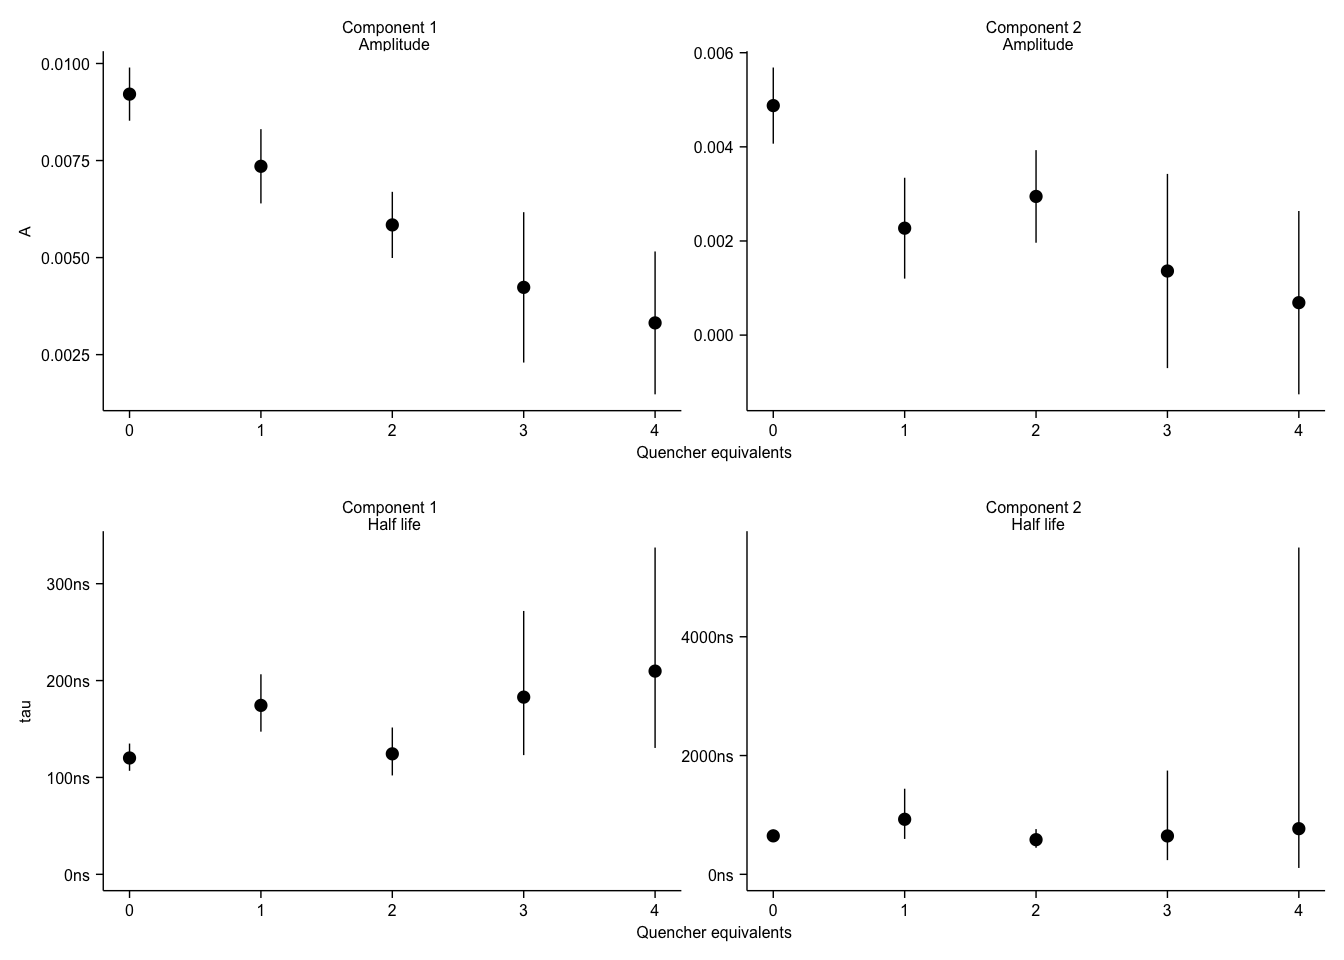 Component 1
Amplitude
Component 2
Amplitude
0.0100
0.0075
0.0050
0.0025
A
0.006
0.004
0.002
0.000
0 1 2 3 4
0 1 2 3 4
Quencher equivalents
Component 1
Half life
Component 2
Half life
300ns
200ns
100ns
0ns
tau
4000ns
2000ns
0ns
0 1 2 3 4
0 1 2 3 4
Quencher equivalents